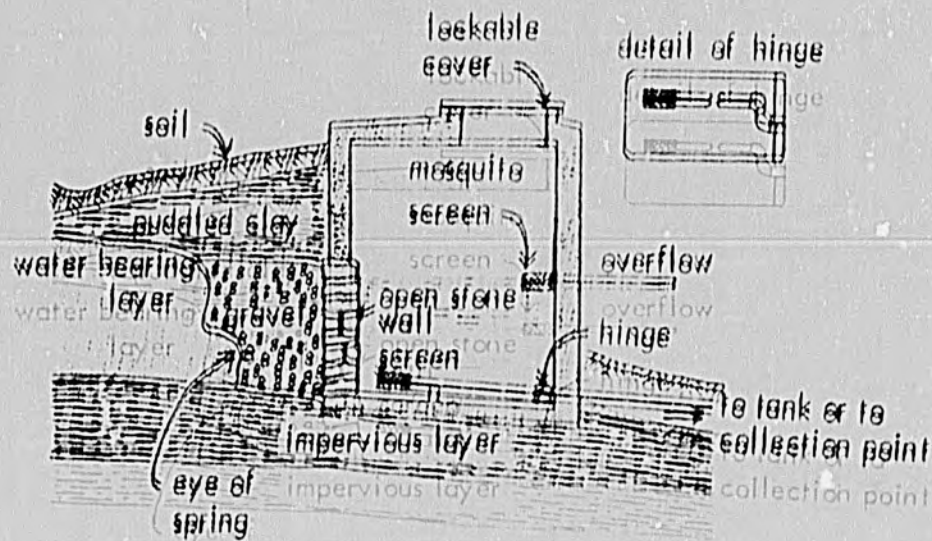 lockable
cover
detail of hinge
soil
mosquito
screen
puddled clay
water bearing
layer
gravel
open stone
wall
screen
overflow
hinge
impervious layer
to tank or to
collection point
eye of
spring